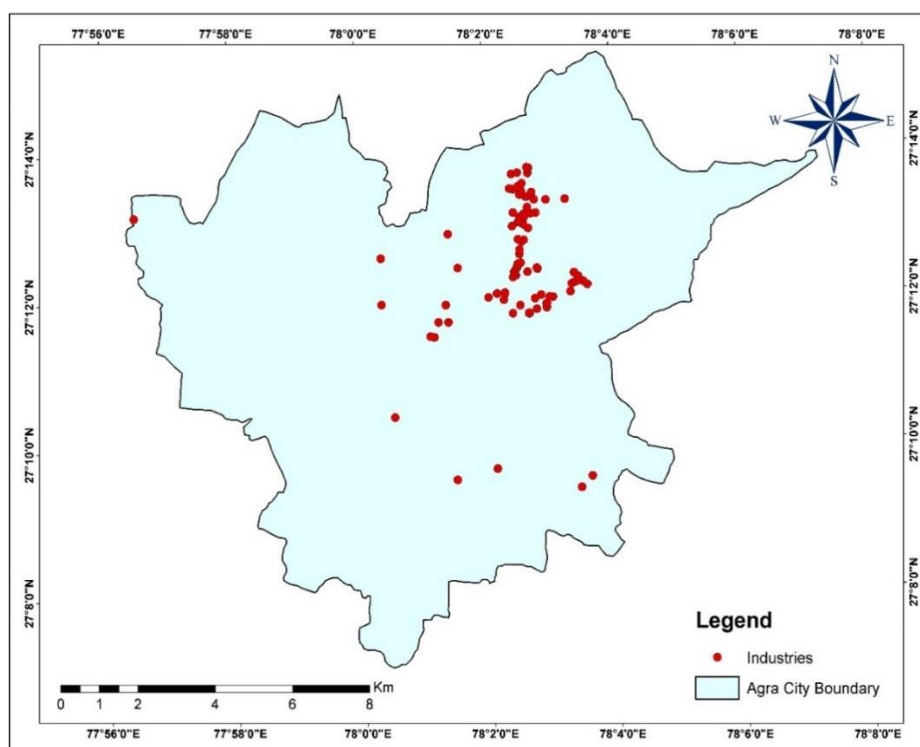 77°56'0"E 77°58'0"E 78°0'0"E 78°2'0"E 78°4'0"E 78°6'0"E 78°8'0"E
N
W E
S
27°14'0"N 27°14'0"N
27°12'0"N 27°12'0"N
27°10'0"N 27°10'0"N
27°8'0"N 27°8'0"N
Legend
Industries
Agra City Boundary
Km
0 1 2 4 6 8
77°56'0"E 77°58'0"E 78°0'0"E 78°2'0"E 78°4'0"E 78°6'0"E 78°8'0"E